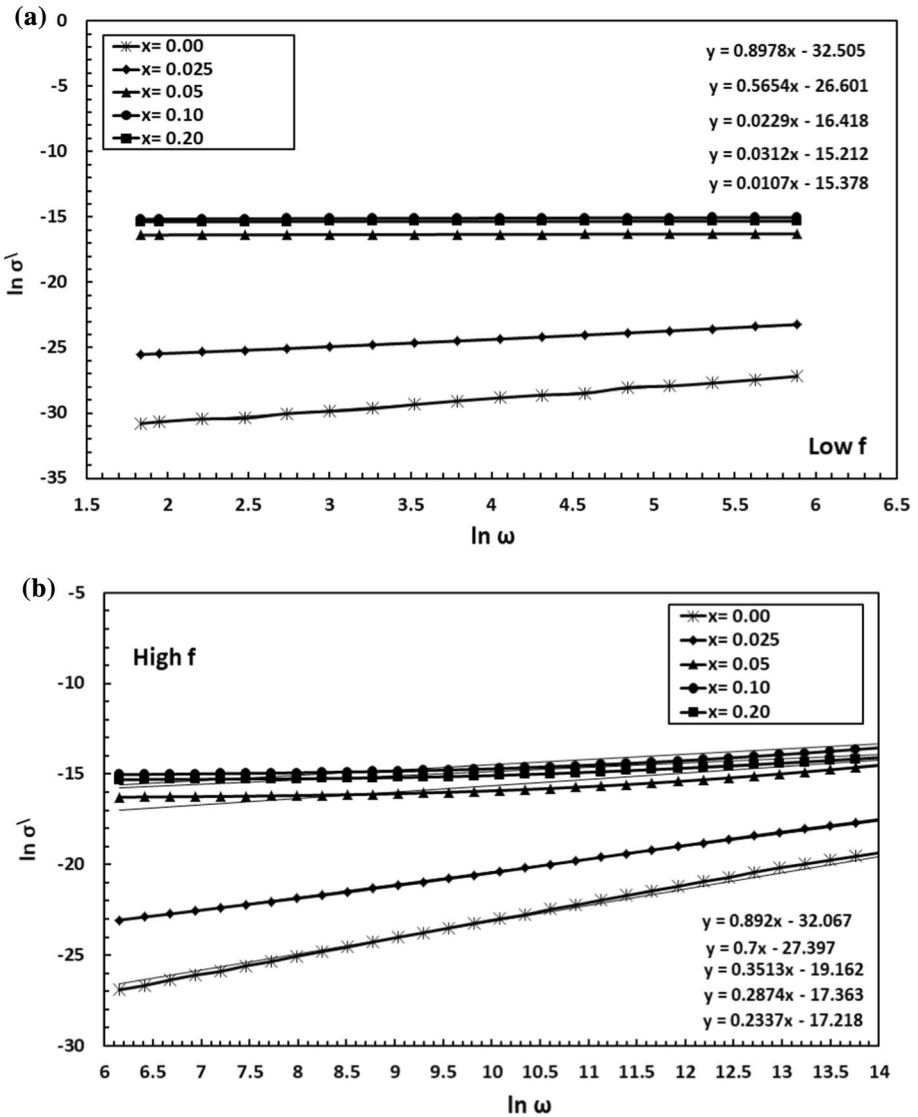 (a)
0
-5
-10
-15
-20
-25
-30
-35
x= 0.00
x= 0.025
x= 0.05
x= 0.10
x= 0.20
y = 0.8978x - 32.505
y = 0.5654x - 26.601
y = 0.0229x - 16.418
y = 0.0312x - 15.212
y = 0.0107x - 15.378
ln σ\
Low f
1.5 2 2.5 3 3.5 4 4.5 5 5.5 6 6.5
ln ω
(b)
-5
-10
-15
-20
-25
-30
High f
x= 0.00
x= 0.025
x= 0.05
x= 0.10
x= 0.20
ln σ\
y = 0.892x - 32.067
y = 0.7x - 27.397
y = 0.3513x - 19.162
y = 0.2874x - 17.363
y = 0.2337x - 17.218
6 6.5 7 7.5 8 8.5 9 9.5 10 10.5 11 11.5 12 12.5 13 13.5 14
ln ω